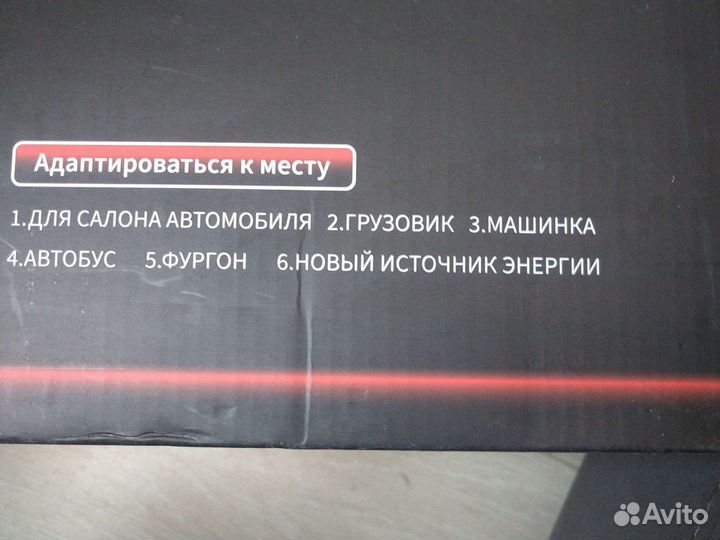 Адаптироваться к месту
1.ДЛЯ САЛОНА АВТОМОБИЛЯ 2.ГРУЗОВИК 3.МАШИНКА
4.АВТОБУС 5.ФУРГОН 6.НОВЫЙ ИСТОЧНИК ЭНЕРГИИ
Avito